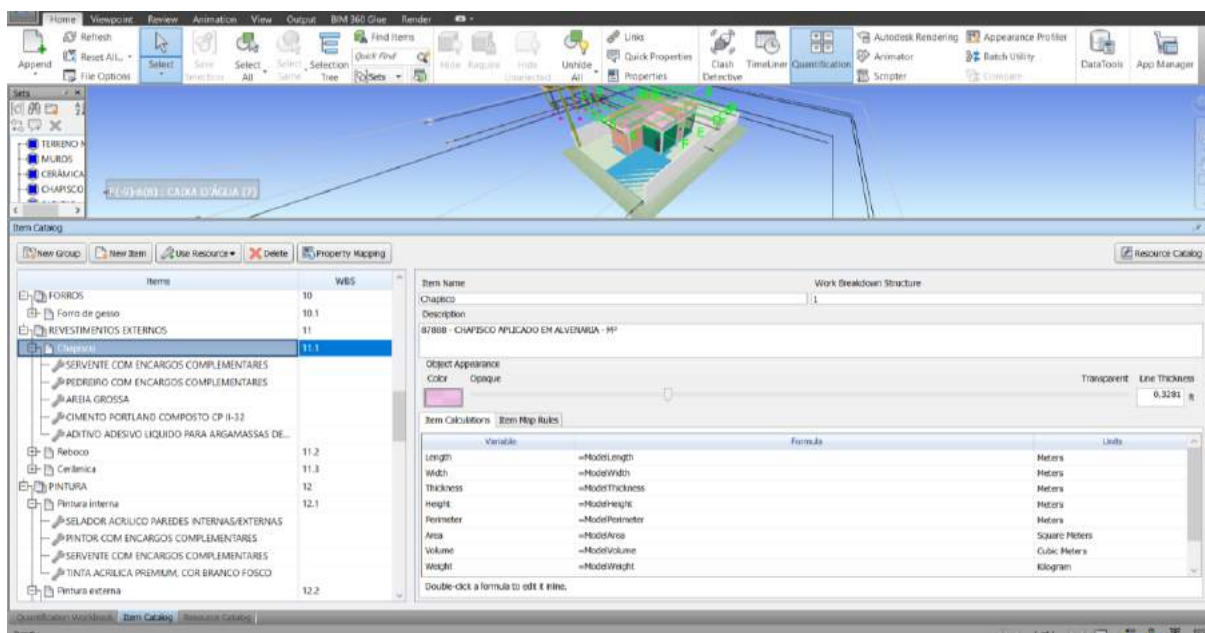 Home Viewpoint Review Animation View Output BIM 360 Glue Render
Append
Refresh
Reset All...
File Options
Select
Save Selection
Select All
Select Same
Selection Tree
Find Items
Quick Find
Sets
Hide Require
Hide Unselected
Unhide All
Links
Quick Properties
Properties
Clash Detective
TimeLiner
Quantification
Autodesk Rendering
Animator
Scripter
Appearance Profiler
Batch Utility
Compare
DataTools
App Manager
Sets
TERRENO N
MUROS
CERÂMICA
CHAPISCO
F(-9)-6(8) : CAIXA D'ÁGUA (7)
Item Catalog
New Group New Item Use Resource Delete Property Mapping Resource Catalog
Items WBS
FORROS 10
Forro de gesso 10.1
REVESTIMENTOS EXTERNOS 11
Chapisco 11.1
SERVENTE COM ENCARGOS COMPLEMENTARES
PEDREIRO COM ENCARGOS COMPLEMENTARES
AREIA GROSSA
CIMENTO PORTLAND COMPOSTO CP II-32
ADITIVO ADESIVO LIQUIDO PARA ARGAMASSAS DE...
Reboco 11.2
Cerâmica 11.3
PINTURA 12
Pintura interna 12.1
SELADOR ACRILICO PAREDES INTERNAS/EXTERNAS
PINTOR COM ENCARGOS COMPLEMENTARES
SERVENTE COM ENCARGOS COMPLEMENTARES
TINTA ACRILICA PREMIUM, COR BRANCO FOSCO
Pintura externa 12.2
Item Name Work Breakdown Structure
Chapisco 1
Description
87888 - CHAPISCO APLICADO EM ALVENARIA - M²
Object Appearance
Color Opaque Transparent Line Thickness
0,3281 ft
Item Calculations Item Map Rules
Variable Formula Units
Length =ModelLength Meters
Width =ModelWidth Meters
Thickness =ModelThickness Meters
Height =ModelHeight Meters
Perimeter =ModelPerimeter Meters
Area =ModelArea Square Meters
Volume =ModelVolume Cubic Meters
Weight =ModelWeight Kilogram
Double-click a formula to edit it inline.
Quantification Workbook Item Catalog Resource Catalog